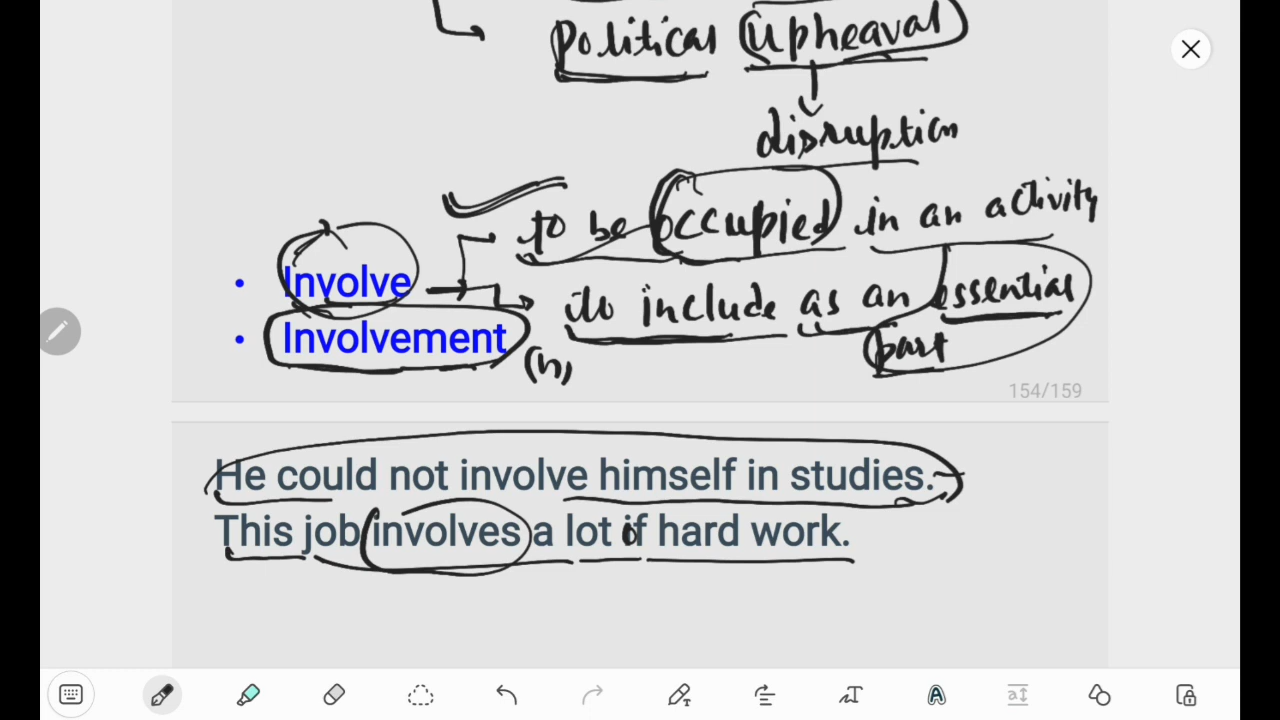 Political Upheaval
disruption
to be occupied in an activity
• Involve
to include as an essential part
• Involvement (n)
154/159
He could not involve himself in studies.
This job involves a lot of hard work.